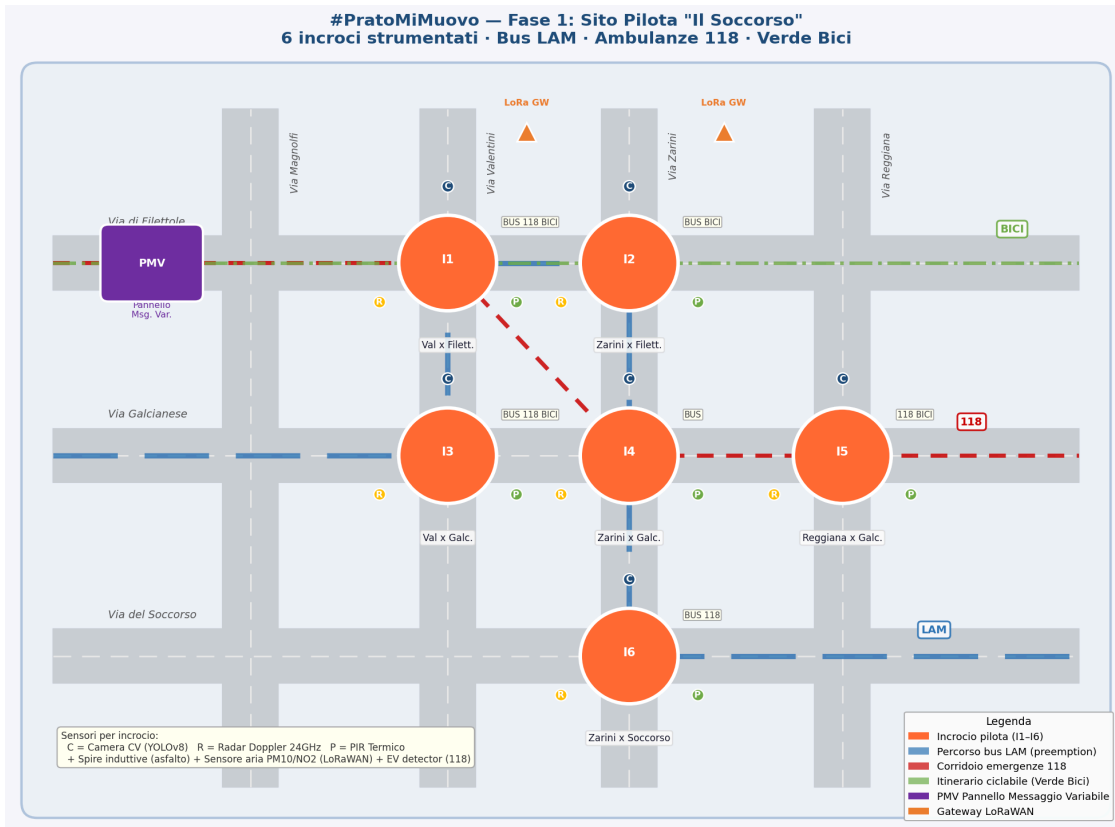 #PratoMiMuovo — Fase 1: Sito Pilota "Il Soccorso"
6 incroci strumentati · Bus LAM · Ambulanze 118 · Verde Bici
LoRa GW
LoRa GW
Via Magnolfi
Via Valentini
Via Zarini
Via Reggiana
C
C
Via di Filettole
BUS 118 BICI
BUS BICI
BICI
PMV
I1
I2
R
P
R
P
Pannello
Msg. Var.
Val x Filett.
Zarini x Filett.
C
C
C
Via Galcianese
BUS 118 BICI
BUS
118 BICI
118
I3
I4
I5
R
P
R
P
R
P
Val x Galc.
Zarini x Galc.
Reggiana x Galc.
C
Via del Soccorso
BUS 118
LAM
I6
R
P
Zarini x Soccorso
Sensori per incrocio:
C = Camera CV (YOLOv8) R = Radar Doppler 24GHz P = PIR Termico
+ Spire induttive (asfalto) + Sensore aria PM10/NO2 (LoRaWAN) + EV detector (118)
Legenda
Incrocio pilota (I1–I6)
Percorso bus LAM (preemption)
Corridoio emergenze 118
Itinerario ciclabile (Verde Bici)
PMV Pannello Messaggio Variabile
Gateway LoRaWAN